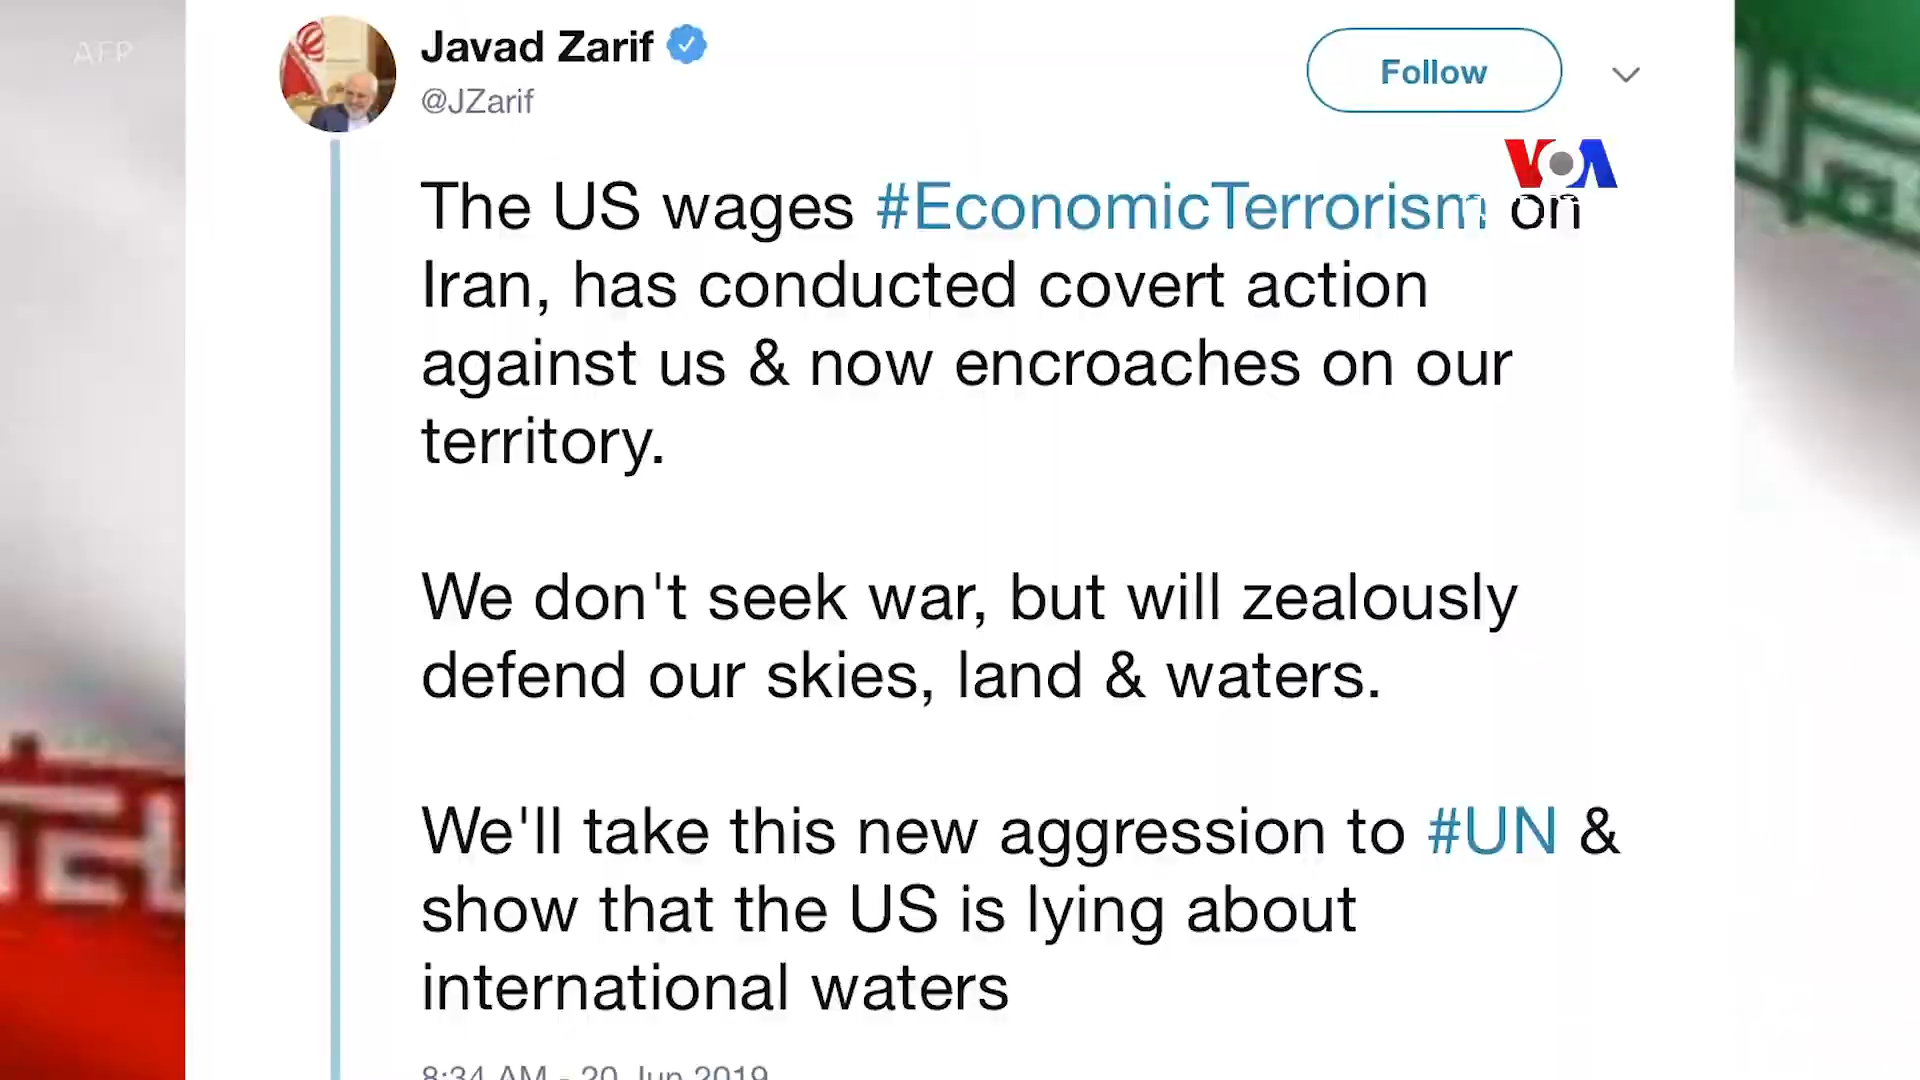 AFP
Javad Zarif
@JZarif
Follow
VOA
The US wages #EconomicTerrorism on
Iran, has conducted covert action
against us & now encroaches on our
territory.
We don't seek war, but will zealously
defend our skies, land & waters.
We'll take this new aggression to #UN &
show that the US is lying about
international waters
8:34 AM - 20 Jun 2019